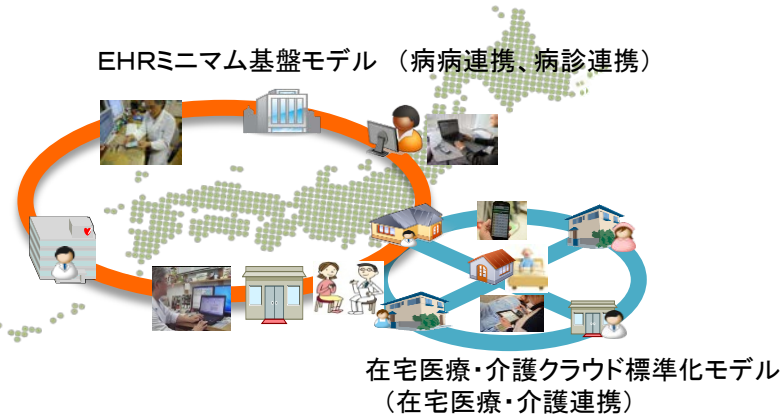 EHRミニマム基盤モデル （病病連携、病診連携）
在宅医療・介護クラウド標準化モデル
（在宅医療・介護連携）